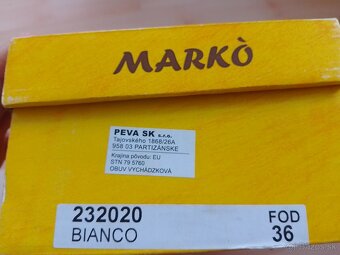 MARKÒ
PEVA SK s.r.o.
Tajovského 1868/26A
958 03 PARTIZÁNSKE
Krajina pôvodu: EU
STN 79 5760
OBUV VYCHÁDZKOVÁ
232020 FOD
BIANCO 36